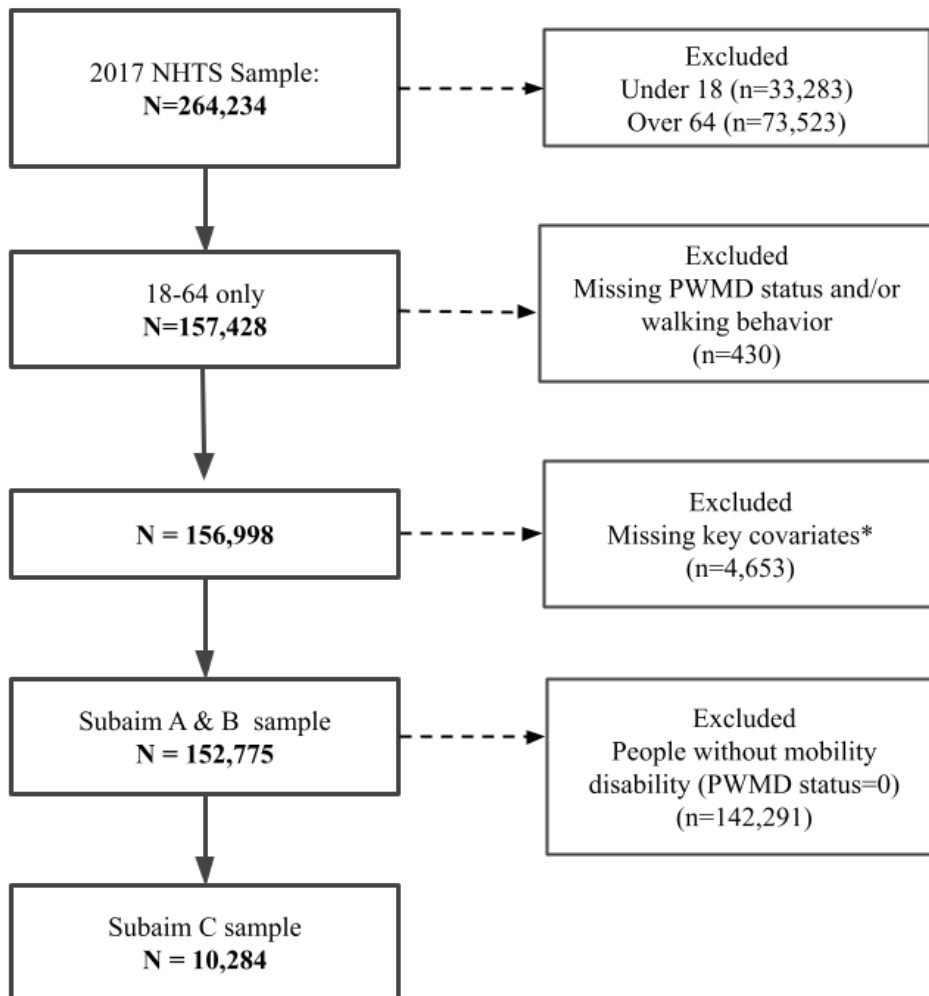 2017 NHTS Sample:
N=264,234
Excluded
Under 18 (n=33,283)
Over 64 (n=73,523)
18-64 only
N=157,428
Excluded
Missing PWMD status and/or
walking behavior
(n=430)
N = 156,998
Excluded
Missing key covariates*
(n=4,653)
Subaim A & B sample
N = 152,775
Excluded
People without mobility
disability (PWMD status=0)
(n=142,291)
Subaim C sample
N = 10,284